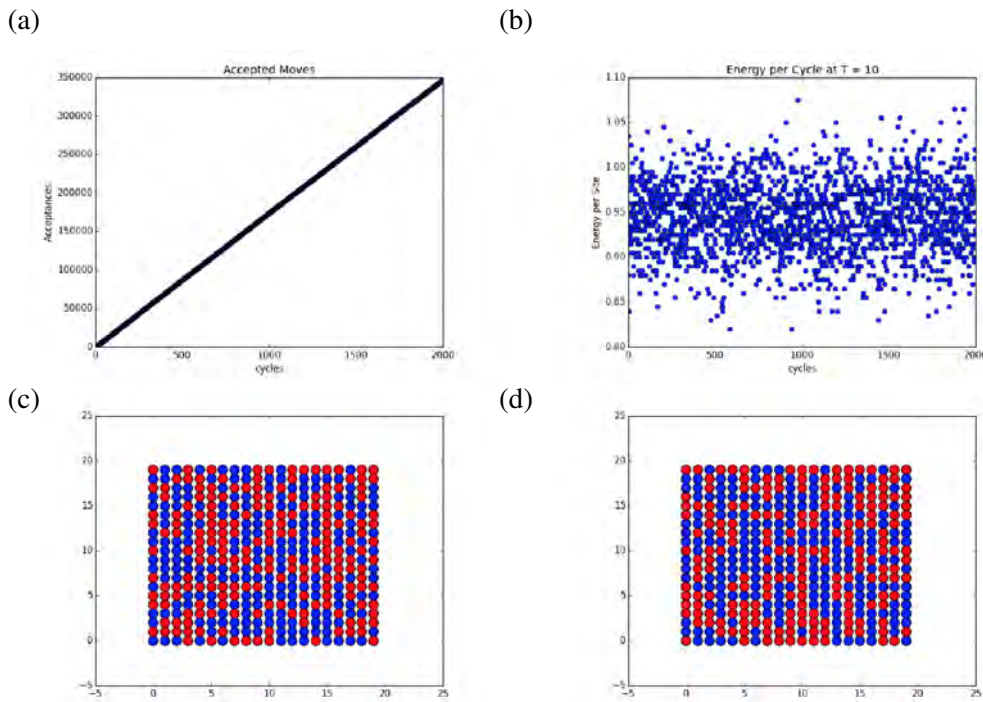 (a)
(b)
Accepted Moves
350000
300000
250000
200000
150000
100000
50000
0
Acceptances
0 500 1000 1500 2000
cycles
Energy per Cycle at T = 10
1.10
1.05
1.00
0.95
0.90
0.85
0.80
Energy per Site
0 500 1000 1500 2000
cycles
(c)
(d)
25
20
15
10
5
0
−5
−5 0 5 10 15 20 25
25
20
15
10
5
0
−5
−5 0 5 10 15 20 25